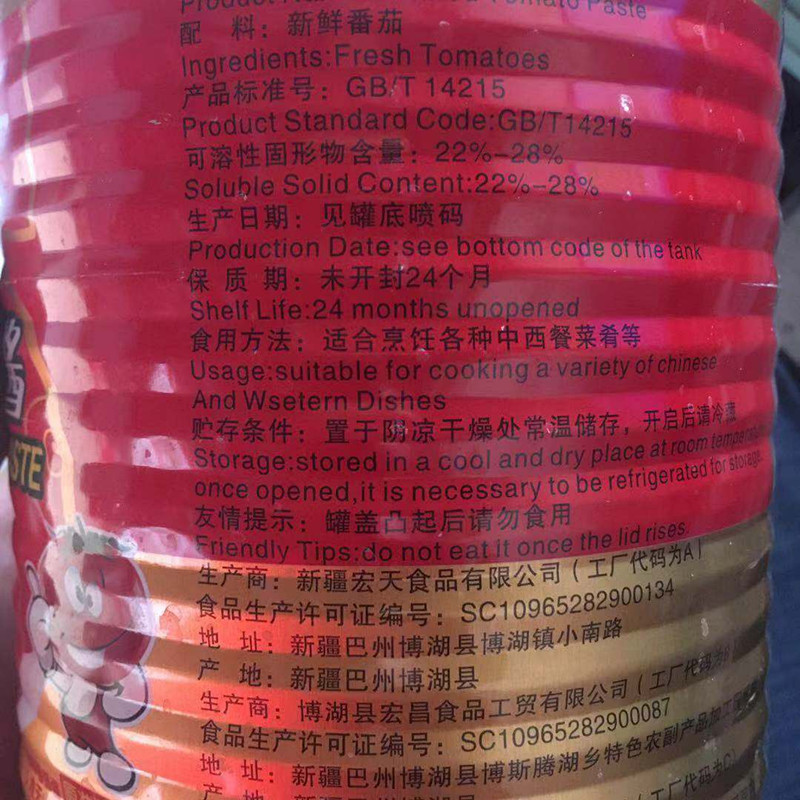 Tomato Paste
配 料：新鲜番茄
Ingredients:Fresh Tomatoes
产品标准号：GB/T 14215
Product Standard Code:GB/T14215
可溶性固形物含量：22%-28%
Soluble Solid Content:22%-28%
生产日期：见罐底喷码
Production Date:see bottom code of the tank
保 质 期：未开封24个月
Shelf Life:24 months unopened
食用方法：适合烹饪各种中西餐菜肴等
Usage:suitable for cooking a variety of chinese
And Wsetern Dishes
贮存条件：置于阴凉干燥处常温储存，开启后请冷藏
Storage:stored in a cool and dry place at room temperature
once opened,it is necessary to be refrigerated for storage.
友情提示：罐盖凸起后请勿食用
Friendly Tips:do not eat it once the lid rises.
生产商：新疆宏天食品有限公司（工厂代码为A）
食品生产许可证编号：SC10965282900134
地 址：新疆巴州博湖县博湖镇小南路
产 地：新疆巴州博湖县
生产商：博湖县宏昌食品工贸有限公司（工厂代码为
食品生产许可证编号：SC10965282900087
地 址：新疆巴州博湖县博斯腾湖乡特色农副产品加工
工厂代码为
酱
STE